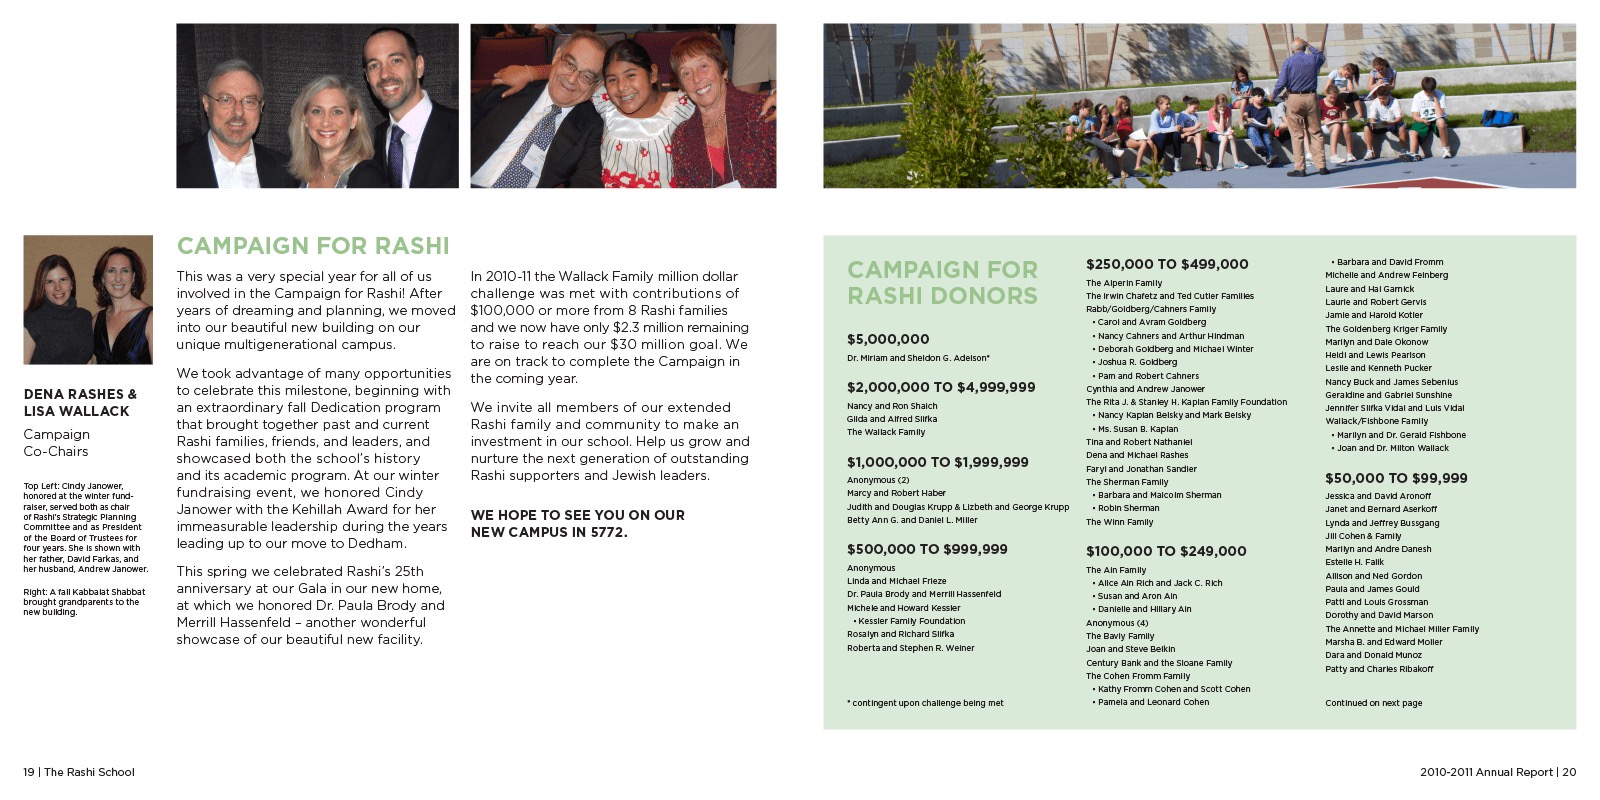 DENA RASHES &
LISA WALLACK
Campaign
Co-Chairs
Top Left: Cindy Janower,
honored at the winter fund-
raiser, served both as chair
of Rashi's Strategic Planning
Committee and as President
of the Board of Trustees for
four years. She is shown with
her father, David Farkas, and
her husband, Andrew Janower.
Right: A fall Kabbalat Shabbat
brought grandparents to the
new building.
CAMPAIGN FOR RASHI
This was a very special year for all of us
involved in the Campaign for Rashi! After
years of dreaming and planning, we moved
into our beautiful new building on our
unique multigenerational campus.
We took advantage of many opportunities
to celebrate this milestone, beginning with
an extraordinary fall Dedication program
that brought together past and current
Rashi families, friends, and leaders, and
showcased both the school's history
and its academic program. At our winter
fundraising event, we honored Cindy
Janower with the Kehillah Award for her
immeasurable leadership during the years
leading up to our move to Dedham.
This spring we celebrated Rashi's 25th
anniversary at our Gala in our new home,
at which we honored Dr. Paula Brody and
Merrill Hassenfeld – another wonderful
showcase of our beautiful new facility.
In 2010-11 the Wallack Family million dollar
challenge was met with contributions of
$100,000 or more from 8 Rashi families
and we now have only $2.3 million remaining
to raise to reach our $30 million goal. We
are on track to complete the Campaign in
the coming year.
We invite all members of our extended
Rashi family and community to make an
investment in our school. Help us grow and
nurture the next generation of outstanding
Rashi supporters and Jewish leaders.
WE HOPE TO SEE YOU ON OUR
NEW CAMPUS IN 5772.
19 | The Rashi School
CAMPAIGN FOR
RASHI DONORS
$5,000,000
Dr. Miriam and Sheldon G. Adelson*
$2,000,000 TO $4,999,999
Nancy and Ron Shaich
Gilda and Alfred Slifka
The Wallack Family
$1,000,000 TO $1,999,999
Anonymous (2)
Marcy and Robert Haber
Judith and Douglas Krupp & Lizbeth and George Krupp
Betty Ann G. and Daniel L. Miller
$500,000 TO $999,999
Anonymous
Linda and Michael Frieze
Dr. Paula Brody and Merrill Hassenfeld
Michele and Howard Kessler
• Kessler Family Foundation
Rosalyn and Richard Slifka
Roberta and Stephen R. Weiner
* contingent upon challenge being met
$250,000 TO $499,000
The Alperin Family
The Irwin Chafetz and Ted Cutler Families
Rabb/Goldberg/Cahners Family
• Carol and Avram Goldberg
• Nancy Cahners and Arthur Hindman
• Deborah Goldberg and Michael Winter
• Joshua R. Goldberg
• Pam and Robert Cahners
Cynthia and Andrew Janower
The Rita J. & Stanley H. Kaplan Family Foundation
• Nancy Kaplan Belsky and Mark Belsky
• Ms. Susan B. Kaplan
Tina and Robert Nathaniel
Dena and Michael Rashes
Faryl and Jonathan Sandler
The Sherman Family
• Barbara and Malcolm Sherman
• Robin Sherman
The Winn Family
$100,000 TO $249,000
The Ain Family
• Alice Ain Rich and Jack C. Rich
• Susan and Aron Ain
• Danielle and Hillary Ain
Anonymous (4)
The Bavly Family
Joan and Steve Belkin
Century Bank and the Sloane Family
The Cohen Fromm Family
• Kathy Fromm Cohen and Scott Cohen
• Pamela and Leonard Cohen
• Barbara and David Fromm
Michelle and Andrew Feinberg
Laure and Hal Garnick
Laurie and Robert Gervis
Jamie and Harold Kotler
The Goldenberg Kriger Family
Marilyn and Dale Okonow
Heidi and Lewis Pearlson
Leslie and Kenneth Pucker
Nancy Buck and James Sebenius
Geraldine and Gabriel Sunshine
Jennifer Slifka Vidal and Luis Vidal
Wallack/Fishbone Family
• Marilyn and Dr. Gerald Fishbone
• Joan and Dr. Milton Wallack
$50,000 TO $99,999
Jessica and David Aronoff
Janet and Bernard Aserkoff
Lynda and Jeffrey Bussgang
Jill Cohen & Family
Marilyn and Andre Danesh
Estelle H. Falik
Allison and Ned Gordon
Paula and James Gould
Patti and Louis Grossman
Dorothy and David Marson
The Annette and Michael Miller Family
Marsha B. and Edward Moller
Dara and Donald Munoz
Patty and Charles Ribakoff
Continued on next page
2010-2011 Annual Report | 20